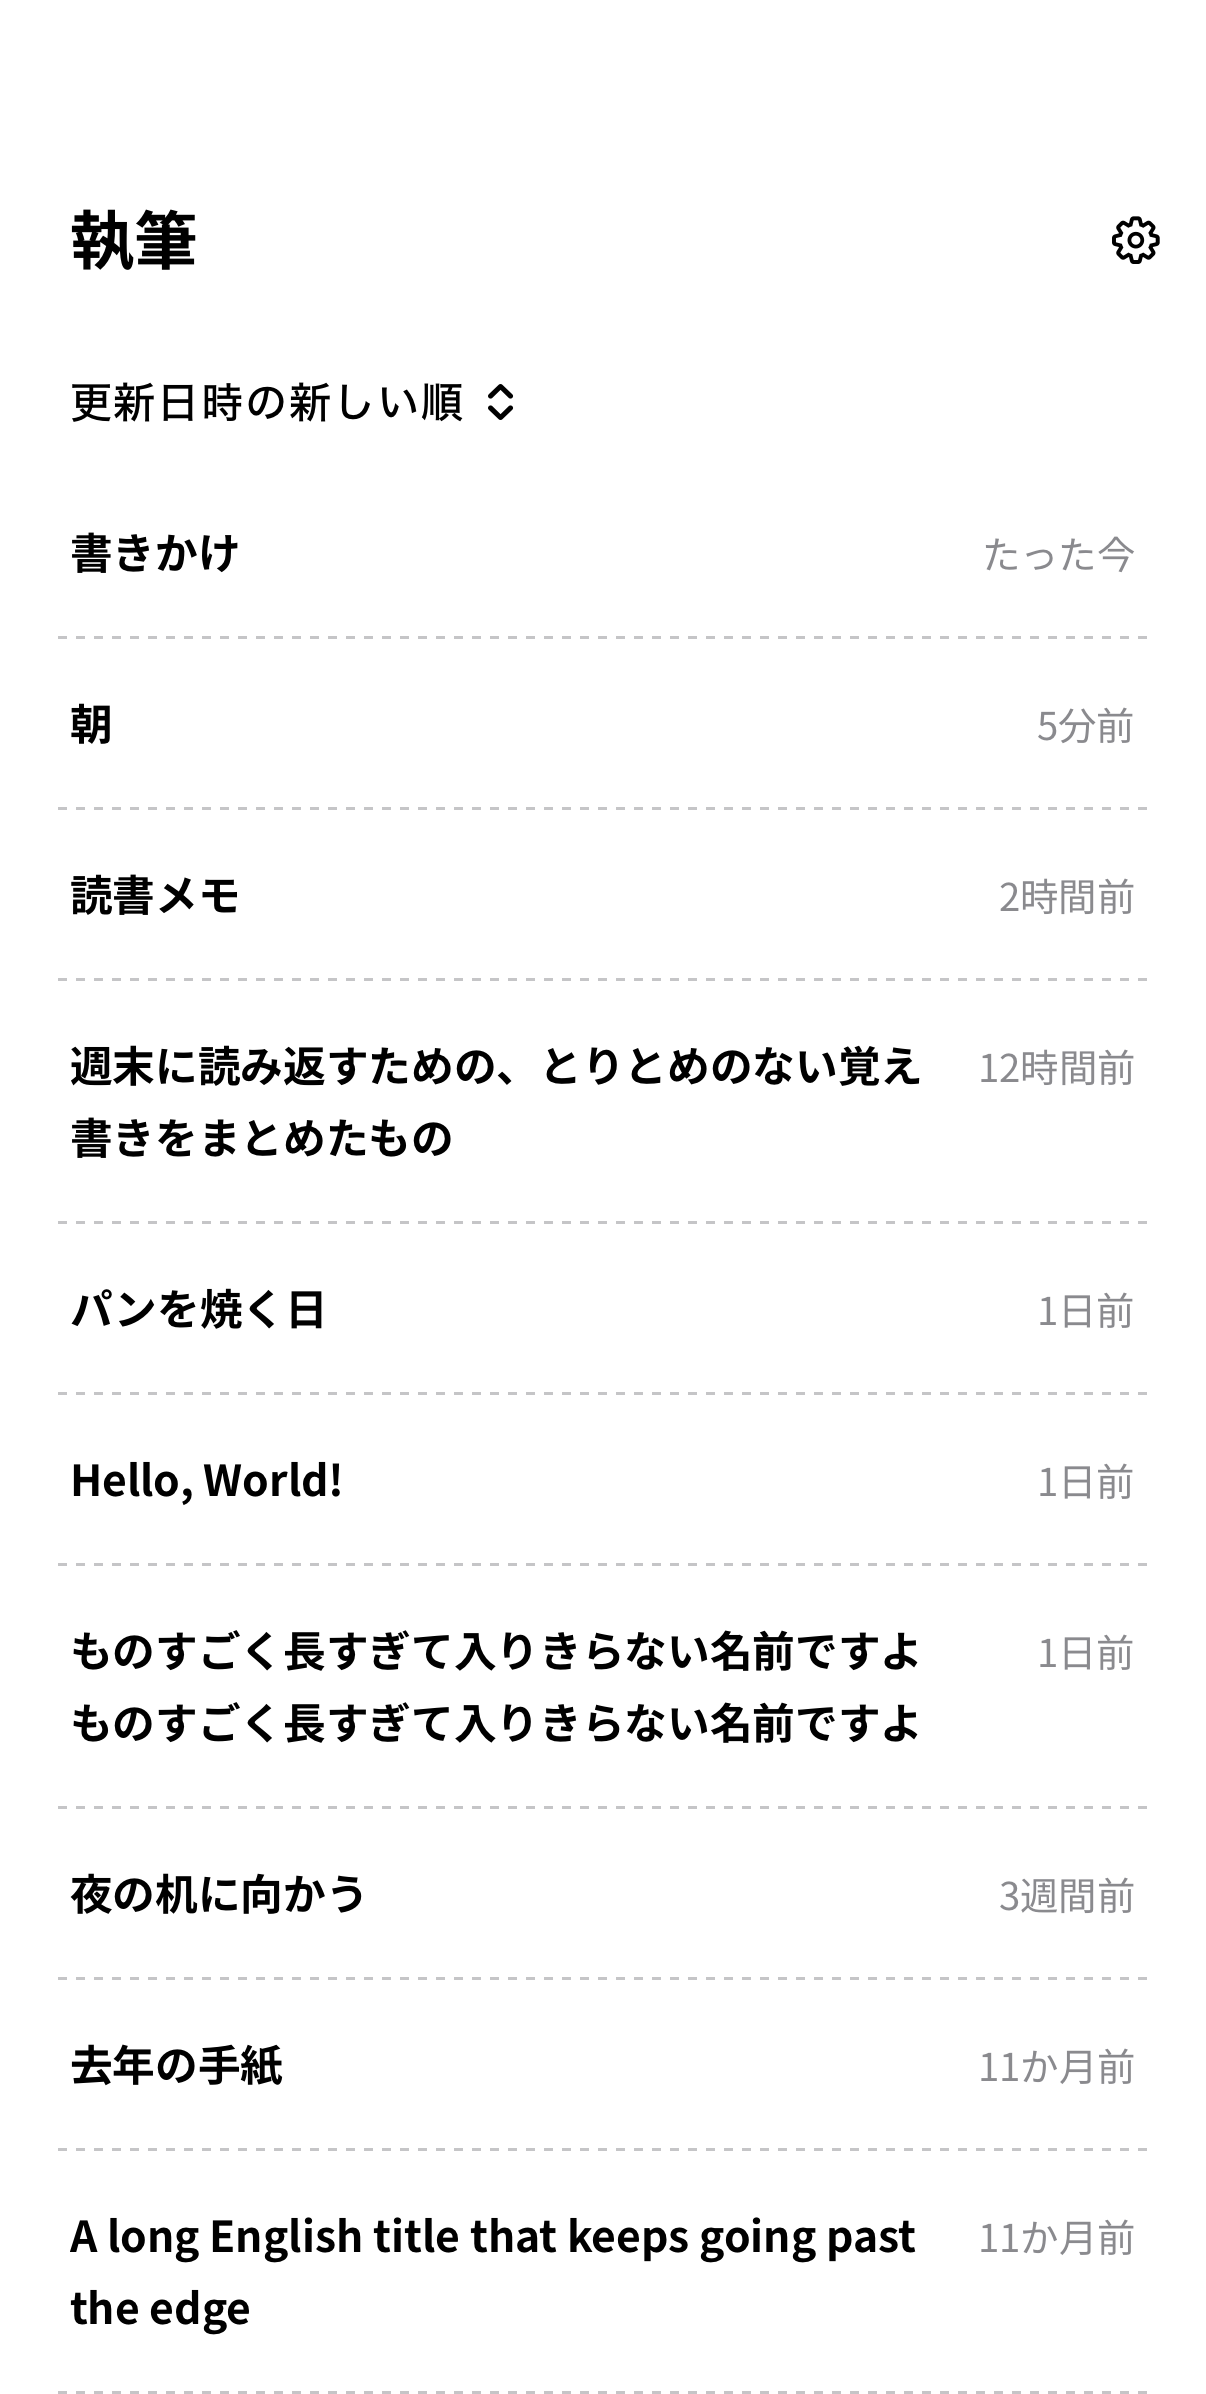 執筆
更新日時の新しい順
書きかけ たった今
朝 5分前
読書メモ 2時間前
週末に読み返すための、とりとめのない覚え 12時間前
書きをまとめたもの
パンを焼く日 1日前
Hello, World! 1日前
ものすごく長すぎて入りきらない名前ですよ 1日前
ものすごく長すぎて入りきらない名前ですよ
夜の机に向かう 3週間前
去年の手紙 11か月前
A long English title that keeps going past 11か月前
the edge